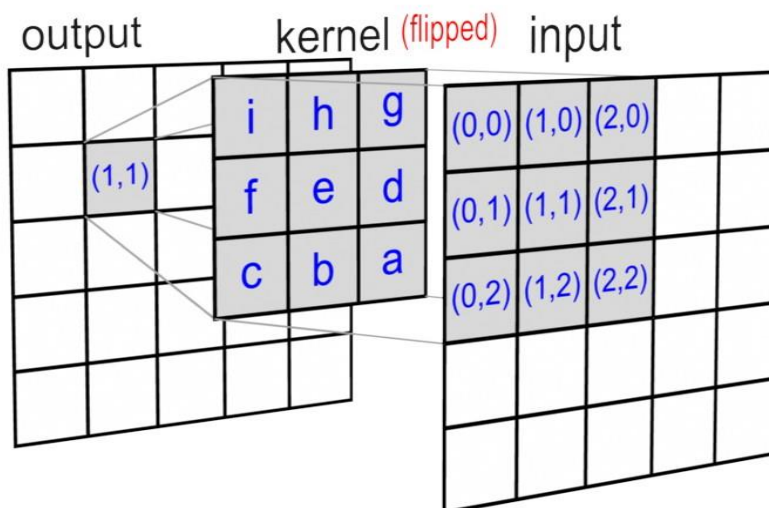 output kernel (flipped) input
i h g
f e d
c b a
(1,1)
(0,0) (1,0) (2,0)
(0,1) (1,1) (2,1)
(0,2) (1,2) (2,2)